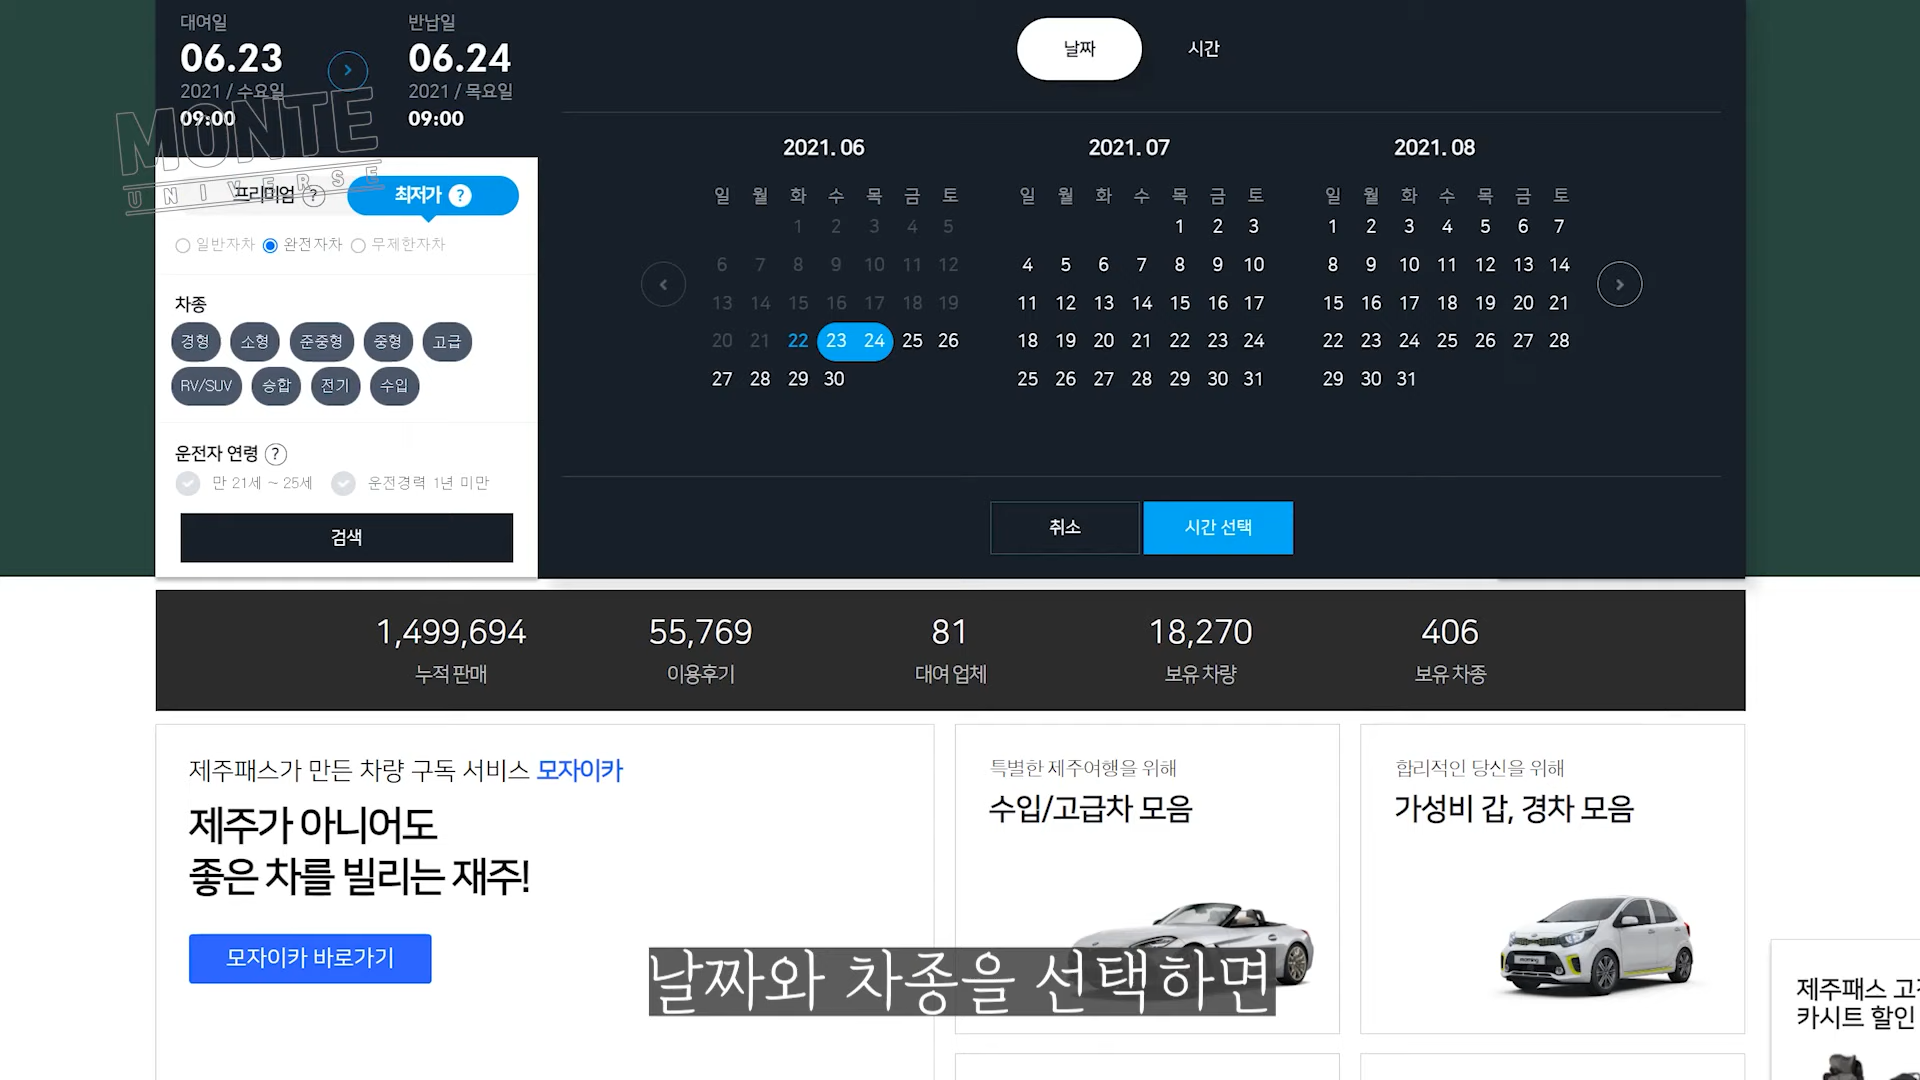 대여일
06.23
2021 / 수요일
09:00
반납일
06.24
2021 / 목요일
09:00
MONTE
UNIVERSE
프리미엄 ?
최저가 ?
일반자차 완전자차 무제한자차
차종
경형 소형 준중형 중형 고급
RV/SUV 승합 전기 수입
운전자 연령 ?
만 21세 ~ 25세 운전경력 1년 미만
검색
날짜 시간
2021. 06
일 월 화 수 목 금 토
1 2 3 4 5
6 7 8 9 10 11 12
13 14 15 16 17 18 19
20 21 22 23 24 25 26
27 28 29 30
2021. 07
일 월 화 수 목 금 토
1 2 3
4 5 6 7 8 9 10
11 12 13 14 15 16 17
18 19 20 21 22 23 24
25 26 27 28 29 30 31
2021. 08
일 월 화 수 목 금 토
1 2 3 4 5 6 7
8 9 10 11 12 13 14
15 16 17 18 19 20 21
22 23 24 25 26 27 28
29 30 31
취소 시간 선택
1,499,694
누적 판매
55,769
이용후기
81
대여 업체
18,270
보유 차량
406
보유 차종
제주패스가 만든 차량 구독 서비스 모자이카
제주가 아니어도
좋은 차를 빌리는 재주!
모자이카 바로가기
특별한 제주여행을 위해
수입/고급차 모음
합리적인 당신을 위해
가성비 갑, 경차 모음
제주패스 고
카시트 할인
날짜와 차종을 선택하면